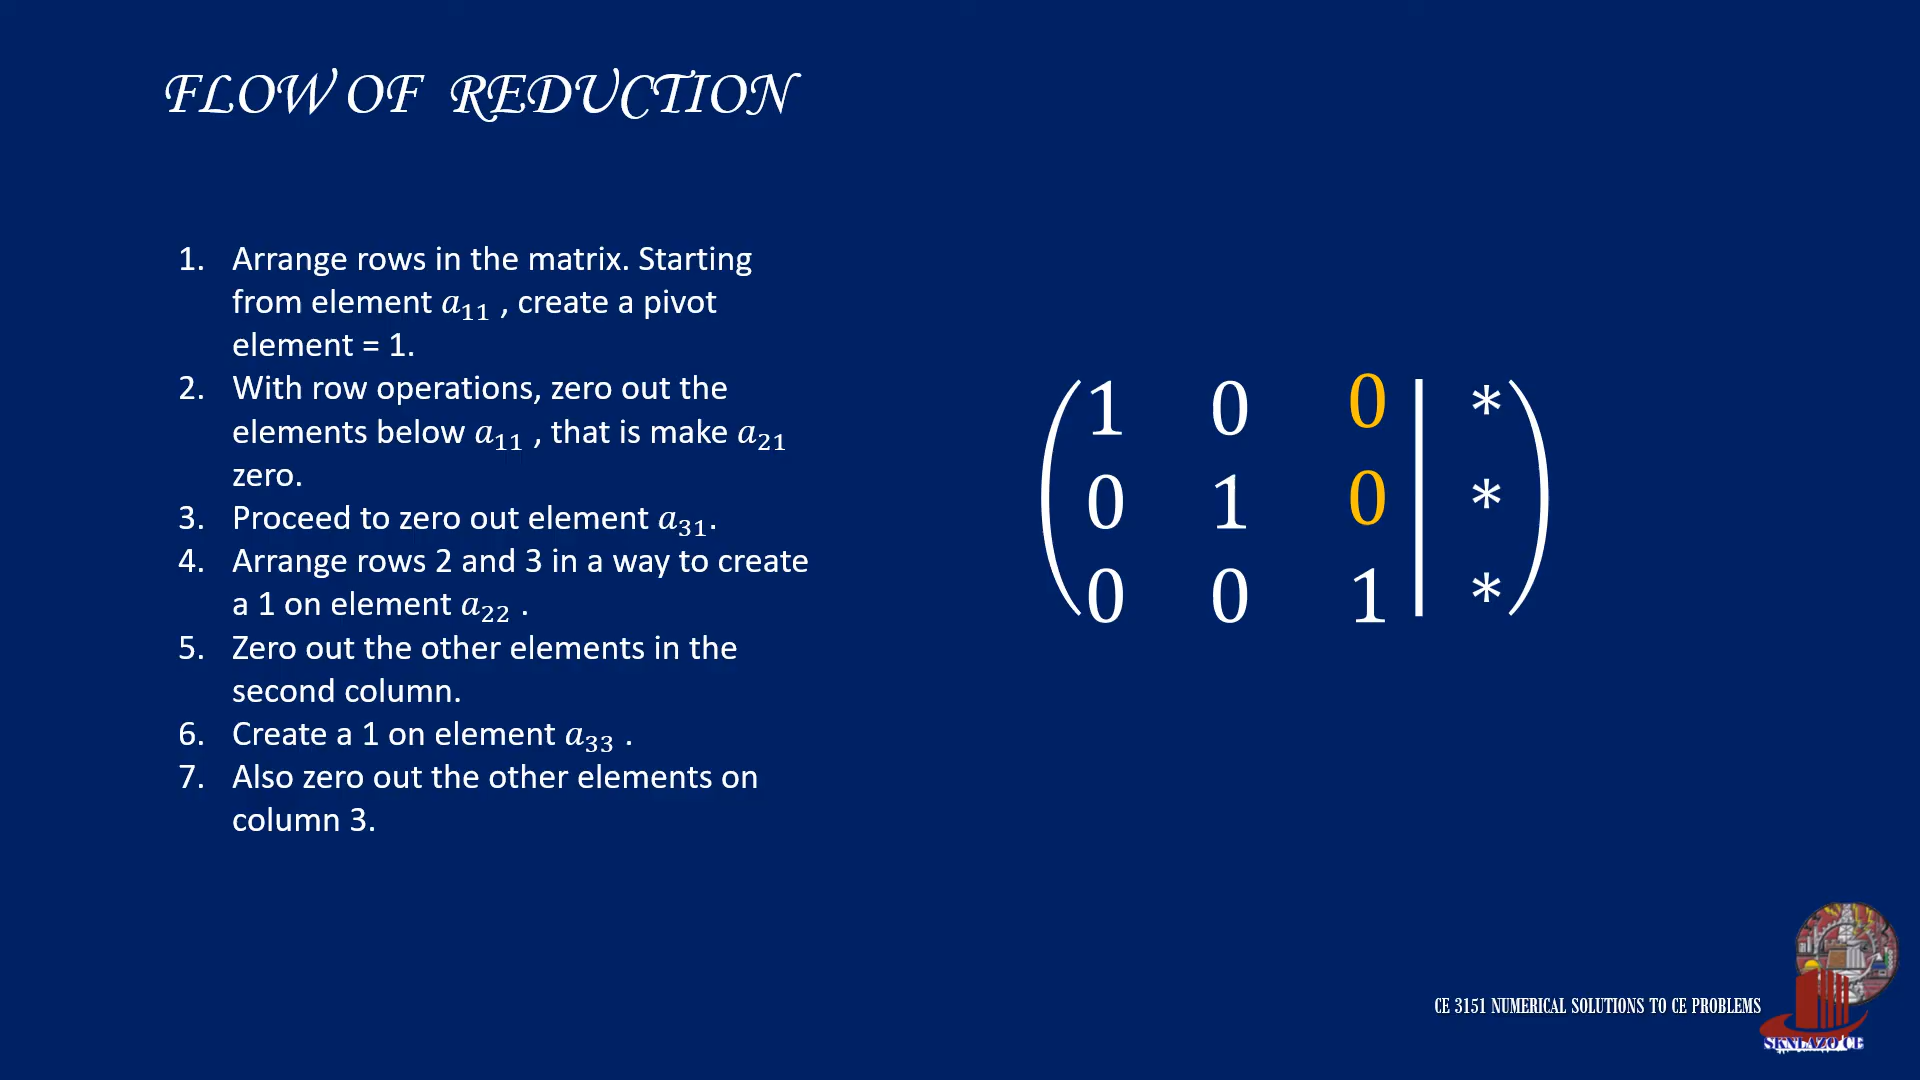 FLOW OF REDUCTION
1. Arrange rows in the matrix. Starting
from element a₁₁ , create a pivot
element = 1.
2. With row operations, zero out the
elements below a₁₁ , that is make a₂₁
zero.
3. Proceed to zero out element a₃₁.
4. Arrange rows 2 and 3 in a way to create
a 1 on element a₂₂ .
5. Zero out the other elements in the
second column.
6. Create a 1 on element a₃₃ .
7. Also zero out the other elements on
column 3.
1 0 0 | *
0 1 0 | *
0 0 1 | *
CE 3151 NUMERICAL SOLUTIONS TO CE PROBLEMS
SKNLAZO CE